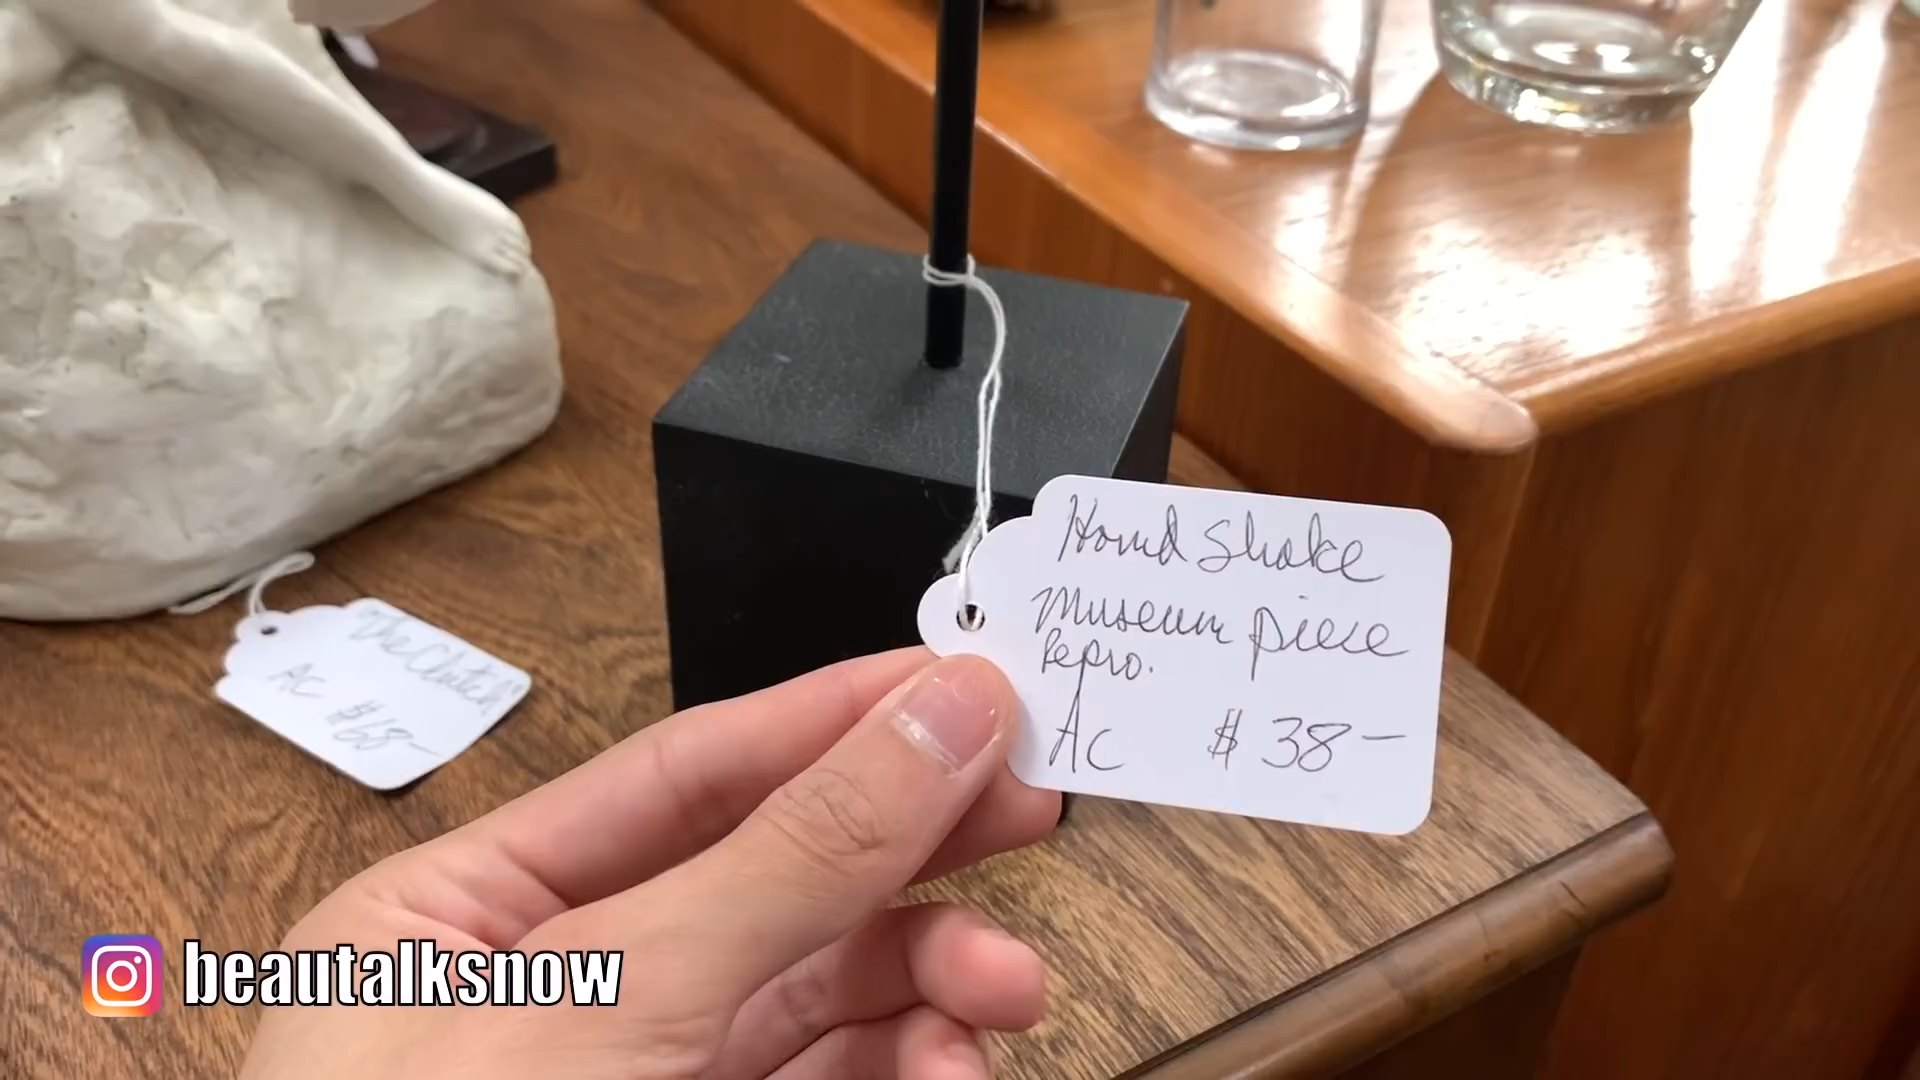 Hand Shake
Museum piece
Repro.
AC $38—
"The Clutch"
AC $68—
beautalksnow